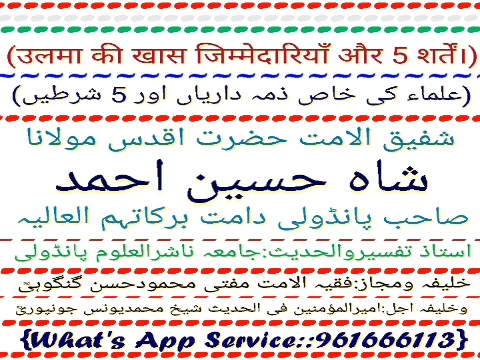 (उलमा की खास जिम्मेदारियाँ और 5 शर्तें।)
(علماء کی خاص ذمہ داریاں اور 5 شرطیں)
شفیق الامت حضرت اقدس مولانا
شاہ حسین احمد
صاحب پانڈولی دامت برکاتہم العالیہ
استاذ تفسیروالحدیث:جامعہ ناشرالعلوم پانڈولی
خلیفہ ومجاز:فقیہ الامت مفتی محمودحسن گنگوہیؒ
وخلیفہ اجل:امیرالمؤمنین فی الحدیث شیخ محمدیونس جونپوریؒ
{What's App Service::961666113}